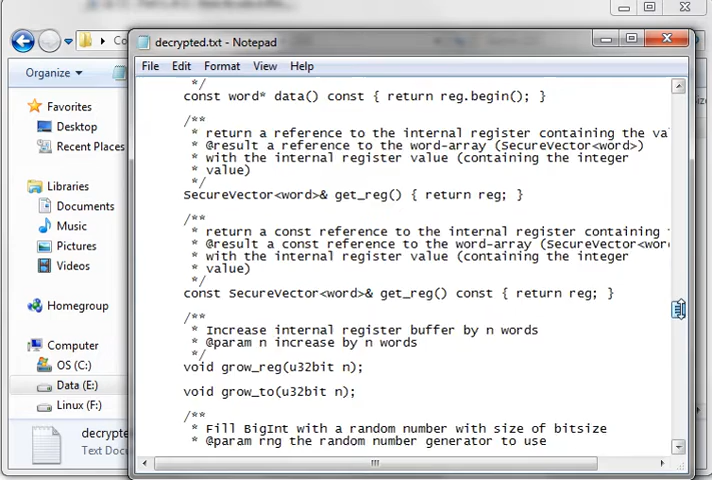 decrypted.txt - Notepad
File Edit Format View Help
Organize
Favorites
Desktop
Recent Places
Libraries
Documents
Music
Pictures
Videos
Homegroup
Computer
OS (C:)
Data (E:)
Linux (F:)
decrypte
Text Docu
*/
const word* data() const { return reg.begin(); }
/**
* return a reference to the internal register containing the va
* @result a reference to the word-array (SecureVector<word>)
* with the internal register value (containing the integer
* value)
*/
SecureVector<word>& get_reg() { return reg; }
/**
* return a const reference to the internal register containing
* @result a const reference to the word-array (SecureVector<wor
* with the internal register value (containing the integer
* value)
*/
const SecureVector<word>& get_reg() const { return reg; }
/**
* Increase internal register buffer by n words
* @param n increase by n words
*/
void grow_reg(u32bit n);
void grow_to(u32bit n);
/**
* Fill BigInt with a random number with size of bitsize
* @param rng the random number generator to use